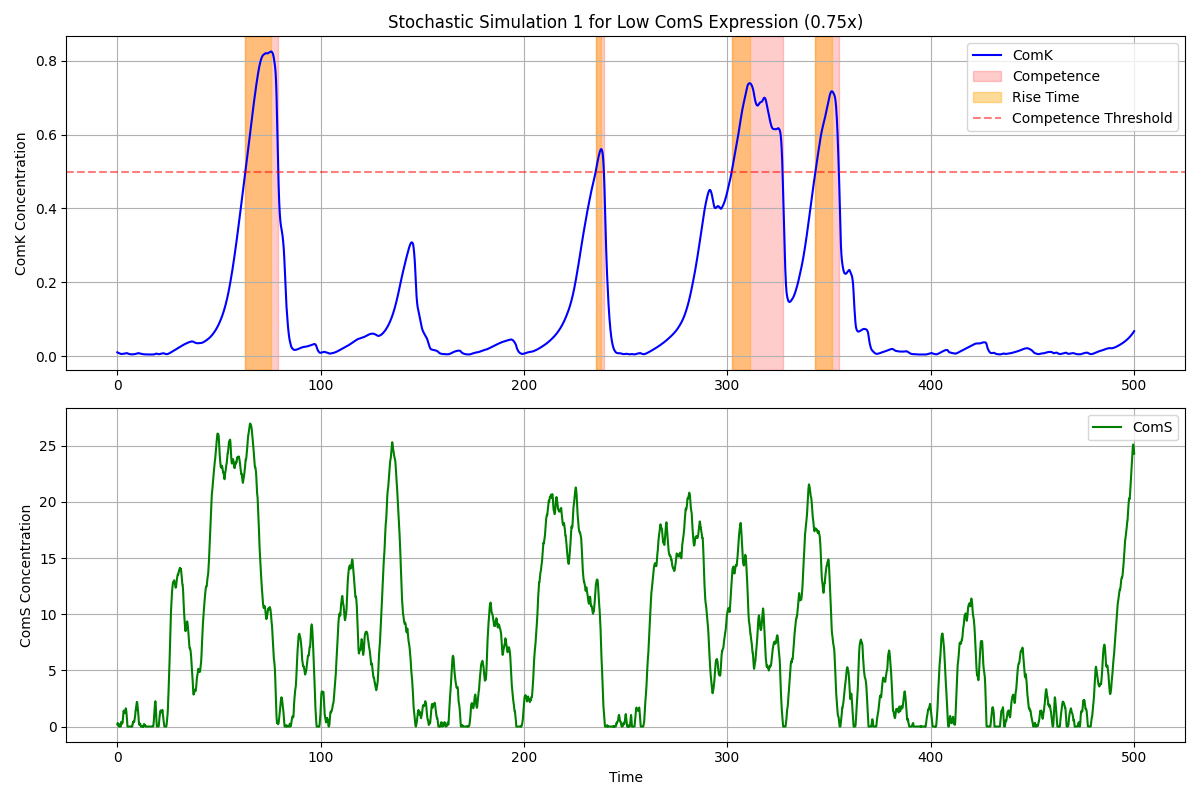 Stochastic Simulation 1 for Low ComS Expression (0.75x)
ComK Concentration
0.8
0.6
0.4
0.2
0.0
ComK
Competence
Rise Time
Competence Threshold
0 100 200 300 400 500
ComS Concentration
25
20
15
10
5
0
ComS
0 100 200 300 400 500
Time